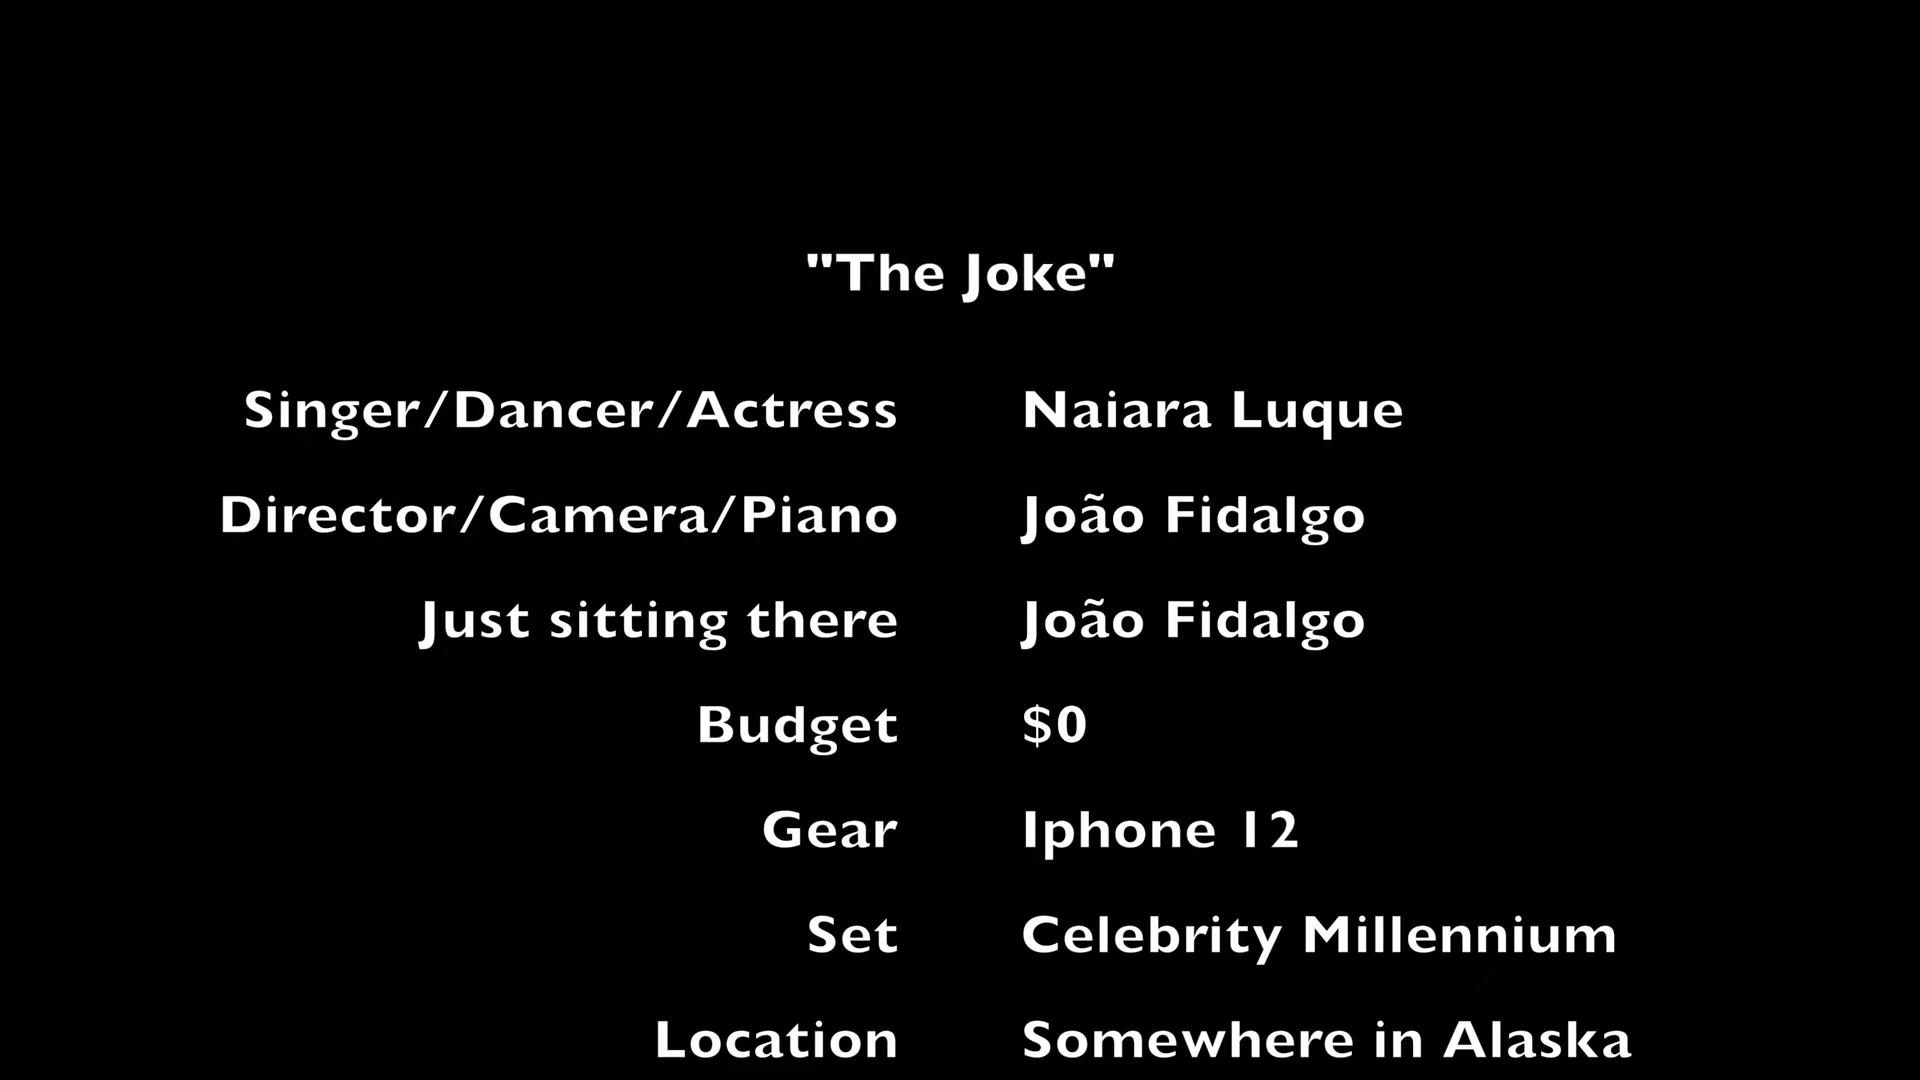 "The Joke"
Singer/Dancer/Actress Naiara Luque
Director/Camera/Piano João Fidalgo
Just sitting there João Fidalgo
Budget $0
Gear Iphone 12
Set Celebrity Millennium
Location Somewhere in Alaska